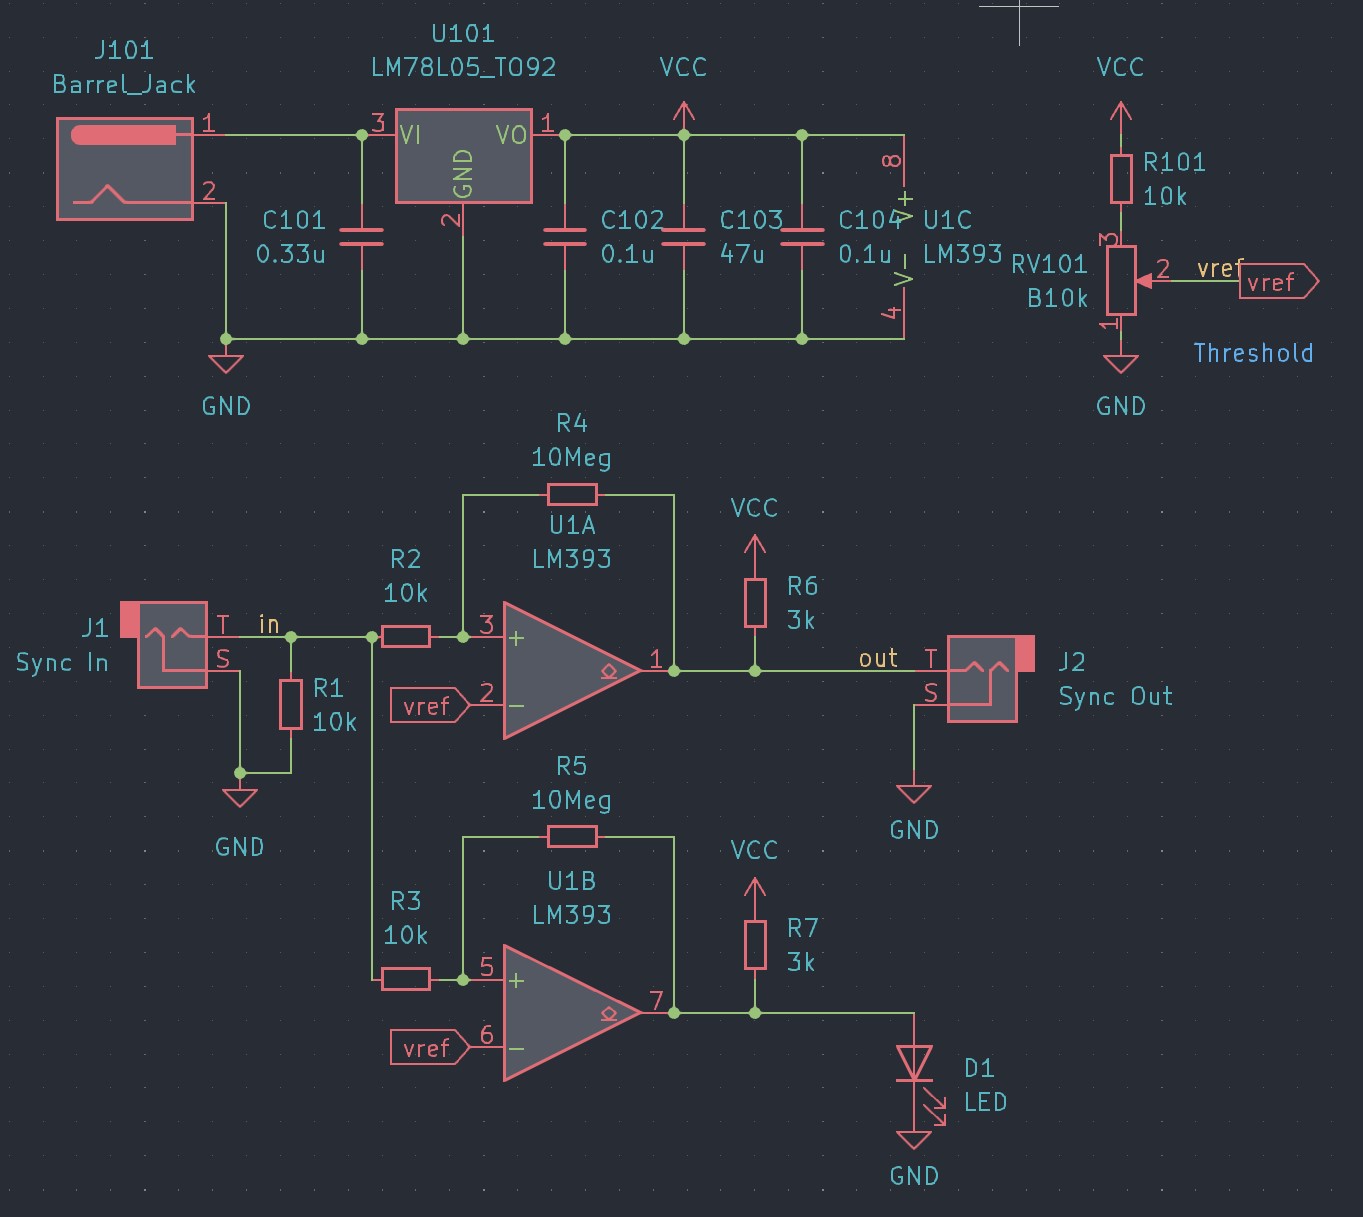 J101
Barrel_Jack
1
2
U101
LM78L05_TO92
3
VI
VO
1
GND
2
C101
0.33u
C102
0.1u
VCC
C103
47u
C104
0.1u
8
V+
V-
4
U1C
LM393
GND
VCC
R101
10k
3
RV101
B10k
2
vref
vref
1
Threshold
GND
R4
10Meg
U1A
LM393
R2
10k
J1
Sync In
T
in
S
R1
10k
GND
3
+
vref
2
-
1
VCC
R6
3k
out
T
S
J2
Sync Out
GND
R5
10Meg
U1B
LM393
R3
10k
5
+
vref
6
-
7
VCC
R7
3k
D1
LED
GND